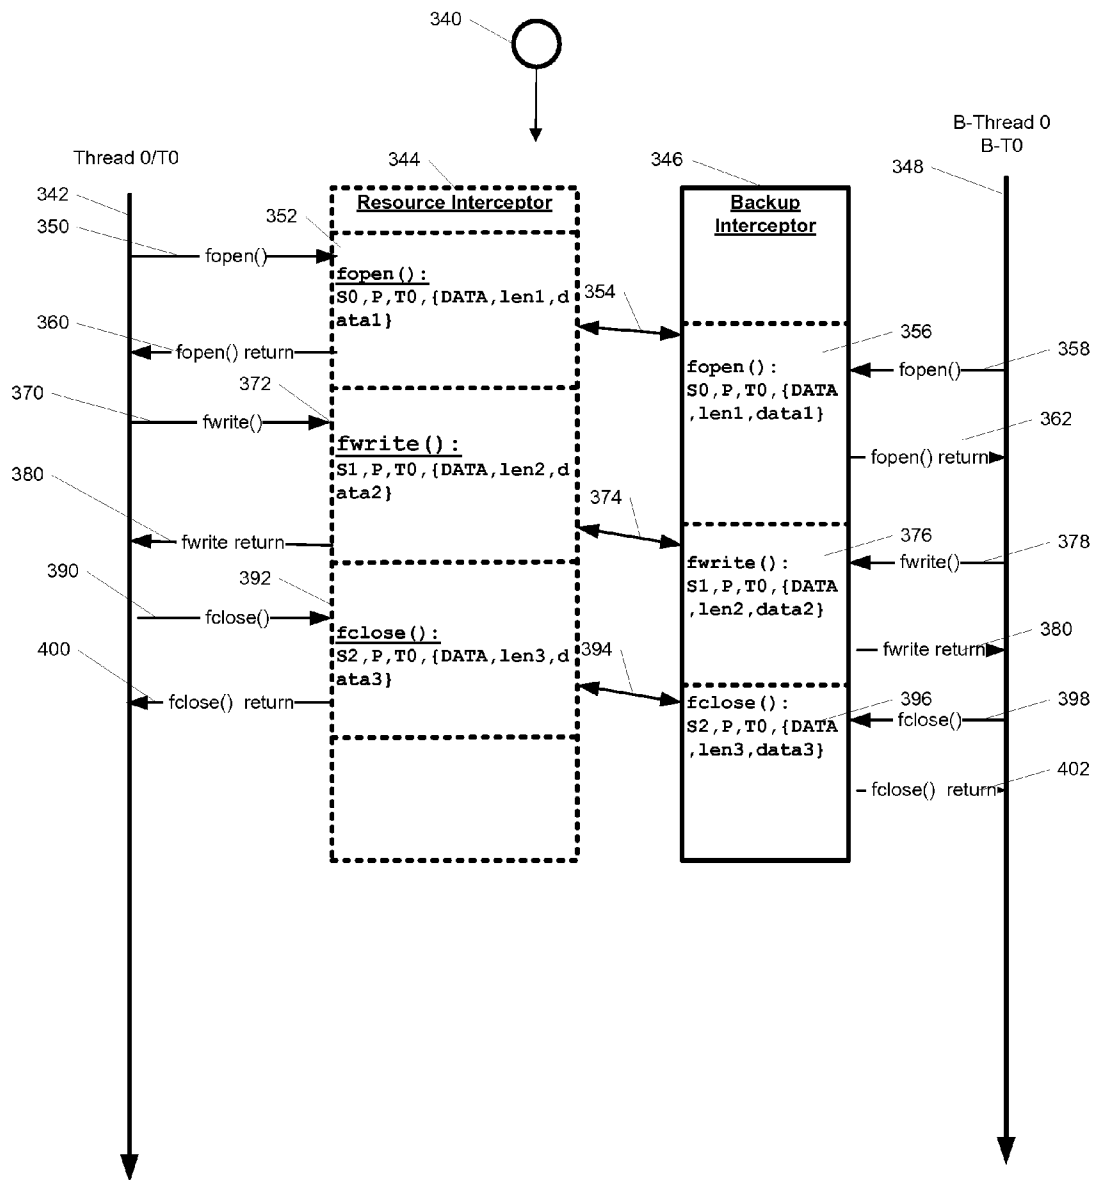 340
B-Thread 0
B-T0
Thread 0/T0
344
346
348
342
Resource Interceptor
Backup
Interceptor
352
350
fopen()
fopen():
S0,P,T0,{DATA,len1,d
ata1}
354
360
fopen() return
356
358
fopen()
fopen():
S0,P,T0,{DATA
,len1,data1}
372
370
fwrite()
362
fopen() return
fwrite():
S1,P,T0,{DATA,len2,d
ata2}
380
374
fwrite return
376
378
fwrite()
fwrite():
S1,P,T0,{DATA
,len2,data2}
390
392
fclose()
fclose():
S2,P,T0,{DATA,len3,d
ata3}
380
fwrite return
400
394
fclose() return
396
398
fclose()
fclose():
S2,P,T0,{DATA
,len3,data3}
402
fclose() return